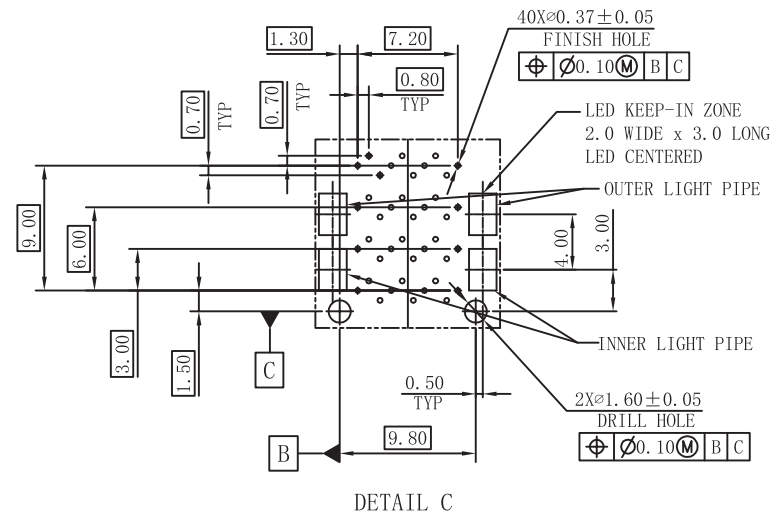 40X⌀0.37±0.05
FINISH HOLE
⌖ ⌀0.10Ⓜ B C
1.30
7.20
0.80
TYP
0.70
TYP
0.70
TYP
LED KEEP-IN ZONE
2.0 WIDE x 3.0 LONG
LED CENTERED
OUTER LIGHT PIPE
9.00
6.00
3.00
1.50
4.00
3.00
INNER LIGHT PIPE
C
0.50
TYP
2X⌀1.60±0.05
DRILL HOLE
⌖ ⌀0.10Ⓜ B C
B
9.80
DETAIL C